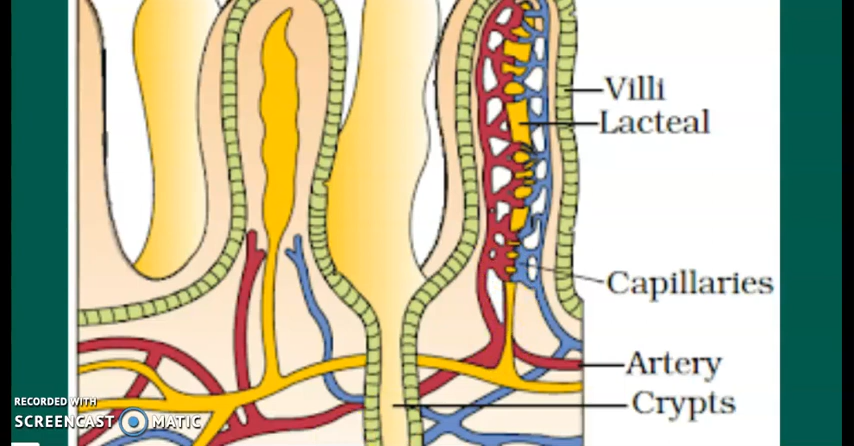 Villi
Lacteal
Capillaries
Artery
Crypts
RECORDED WITH
SCREENCAST MATIC